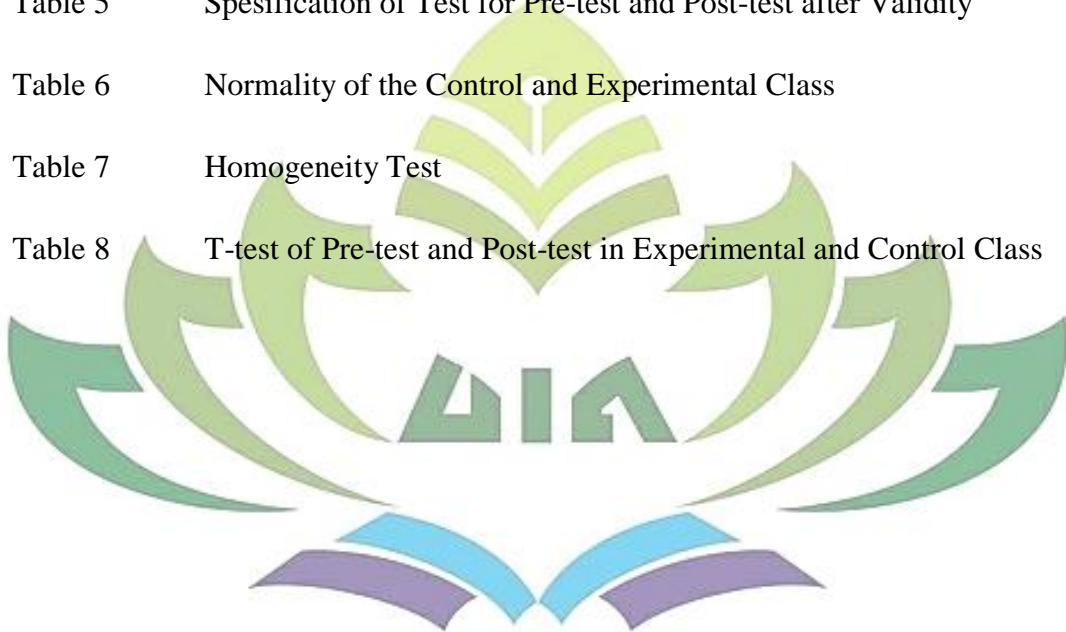 Table 5 Spesification of Test for Pre-test and Post-test after Validity
Table 6 Normality of the Control and Experimental Class
Table 7 Homogeneity Test
Table 8 T-test of Pre-test and Post-test in Experimental and Control Class
UIN